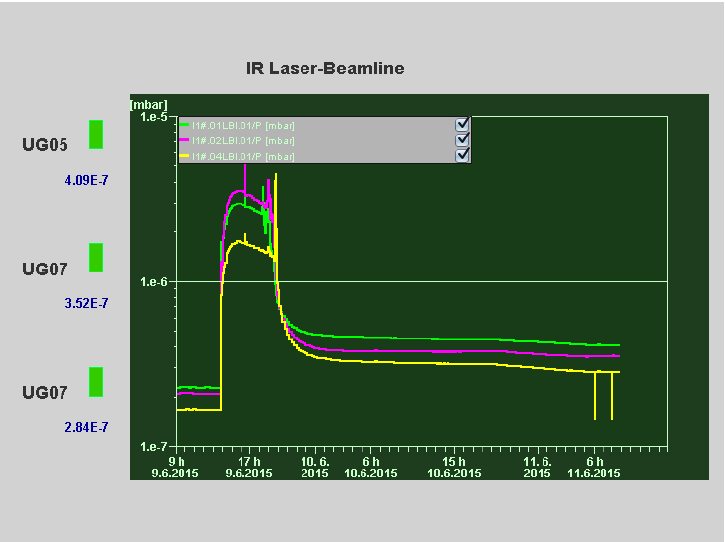 IR Laser-Beamline
[mbar]
1.e-5
I1#.01LBI.01/P [mbar]
I1#.02LBI.01/P [mbar]
I1#.04LBI.01/P [mbar]
UG05
4.09E-7
UG07
3.52E-7
1.e-6
UG07
2.84E-7
1.e-7
9 h 17 h 10. 6. 6 h 15 h 11. 6. 6 h
9.6.2015 9.6.2015 2015 10.6.2015 10.6.2015 2015 11.6.2015